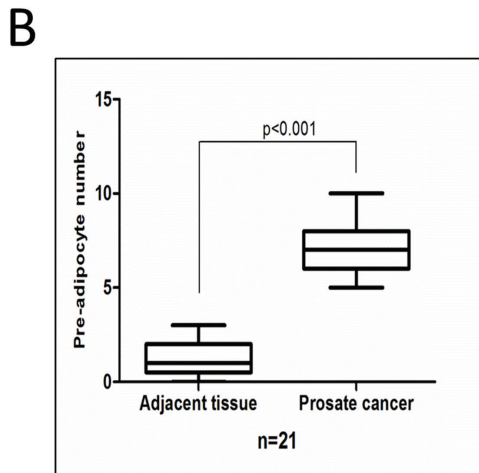 B
15
p<0.001
Pre-adipocyte number
10
5
0
Adjacent tissue
Prosate cancer
n=21